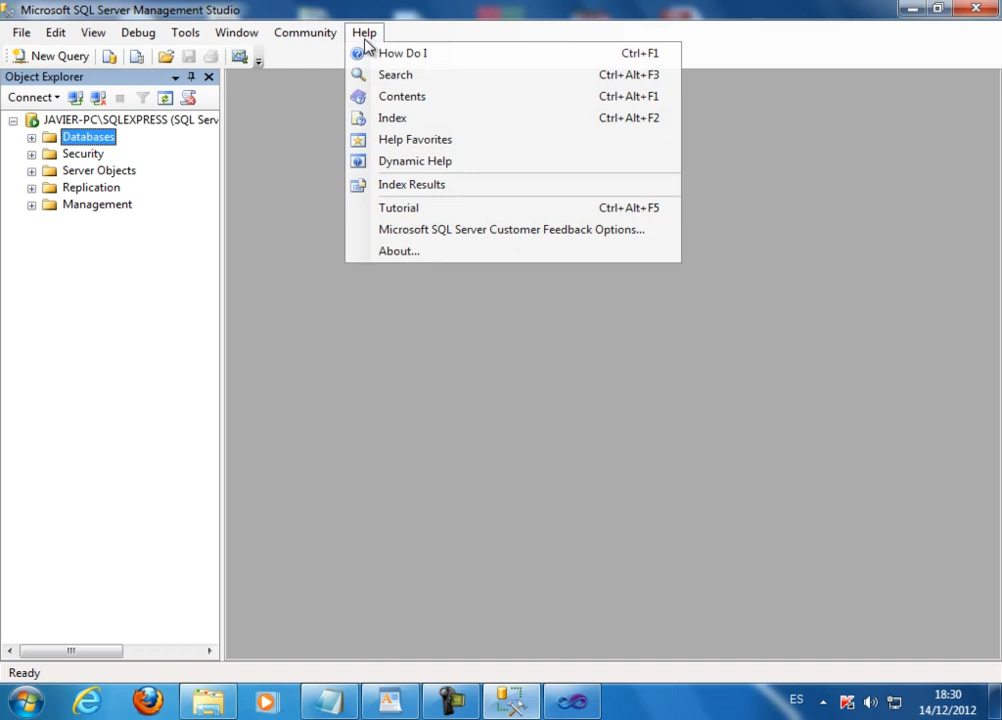 Microsoft SQL Server Management Studio
File Edit View Debug Tools Window Community Help
New Query
Object Explorer
Connect
JAVIER-PC\SQLEXPRESS (SQL Serv
Databases
Security
Server Objects
Replication
Management
How Do I Ctrl+F1
Search Ctrl+Alt+F3
Contents Ctrl+Alt+F1
Index Ctrl+Alt+F2
Help Favorites
Dynamic Help
Index Results
Tutorial Ctrl+Alt+F5
Microsoft SQL Server Customer Feedback Options...
About...
Ready
ES
18:30
14/12/2012